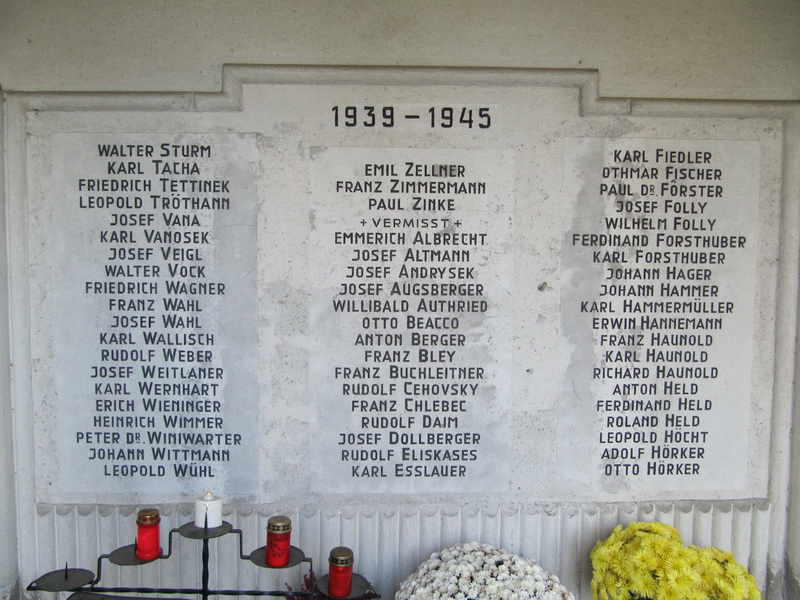 1939 – 1945
WALTER STURM
KARL TACHA
FRIEDRICH TETTINEK
LEOPOLD TRÖTHANN
JOSEF VANA
KARL VANOSEK
JOSEF VEIGL
WALTER VOCK
FRIEDRICH WAGNER
FRANZ WAHL
JOSEF WAHL
KARL WALLISCH
RUDOLF WEBER
JOSEF WEITLANER
KARL WERNHART
ERICH WIENINGER
HEINRICH WIMMER
PETER DR. WINIWARTER
JOHANN WITTMANN
LEOPOLD WÜHL
EMIL ZELLNER
FRANZ ZIMMERMANN
PAUL ZINKE
+ VERMISST +
EMMERICH ALBRECHT
JOSEF ALTMANN
JOSEF ANDRYSEK
JOSEF AUGSBERGER
WILLIBALD AUTHRIED
OTTO BEACCO
ANTON BERGER
FRANZ BLEY
FRANZ BUCHLEITNER
RUDOLF CEHOVSKY
FRANZ CHLEBEC
RUDOLF DAIM
JOSEF DOLLBERGER
RUDOLF ELISKASES
KARL ESSLAUER
KARL FIEDLER
OTHMAR FISCHER
PAUL DR. FÖRSTER
JOSEF FOLLY
WILHELM FOLLY
FERDINAND FORSTHUBER
KARL FORSTHUBER
JOHANN HAGER
JOHANN HAMMER
KARL HAMMERMÜLLER
ERWIN HANNEMANN
FRANZ HAUNOLD
KARL HAUNOLD
RICHARD HAUNOLD
ANTON HELD
FERDINAND HELD
ROLAND HELD
LEOPOLD HÖCHT
ADOLF HÖRKER
OTTO HÖRKER